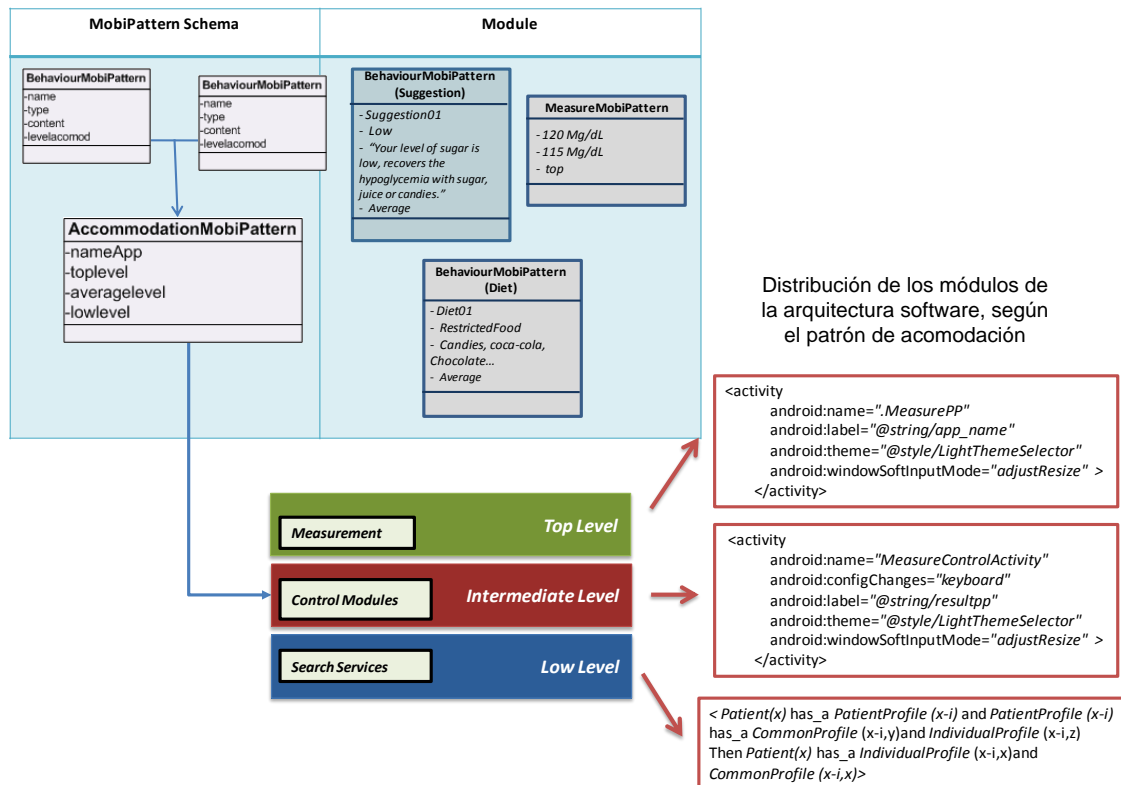 MobiPattern Schema
Module
BehaviourMobiPattern
-name
-type
-content
-levelacomod
BehaviourMobiPattern
-name
-type
-content
-levelacomod
AccommodationMobiPattern
-nameApp
-toplevel
-averagelevel
-lowlevel
BehaviourMobiPattern
(Suggestion)
- Suggestion01
- Low
- “Your level of sugar is
low, recovers the
hypoglycemia with sugar,
juice or candies.”
- Average
MeasureMobiPattern
- 120 Mg/dL
- 115 Mg/dL
- top
BehaviourMobiPattern
(Diet)
- Diet01
- RestrictedFood
- Candies, coca-cola,
Chocolate…
- Average
Distribución de los módulos de
la arquitectura software, según
el patrón de acomodación
<activity
android:name=".MeasurePP"
android:label="@string/app_name"
android:theme="@style/LightThemeSelector"
android:windowSoftInputMode="adjustResize" >
</activity>
Measurement
Top Level
Control Modules
Intermediate Level
Search Services
Low Level
<activity
android:name="MeasureControlActivity"
android:configChanges="keyboard"
android:label="@string/resultpp"
android:theme="@style/LightThemeSelector"
android:windowSoftInputMode="adjustResize" >
</activity>
< Patient(x) has_a PatientProfile (x-i) and PatientProfile (x-i)
has_a CommonProfile (x-i,y)and IndividualProfile (x-i,z)
Then Patient(x) has_a IndividualProfile (x-i,x)and
CommonProfile (x-i,x)>